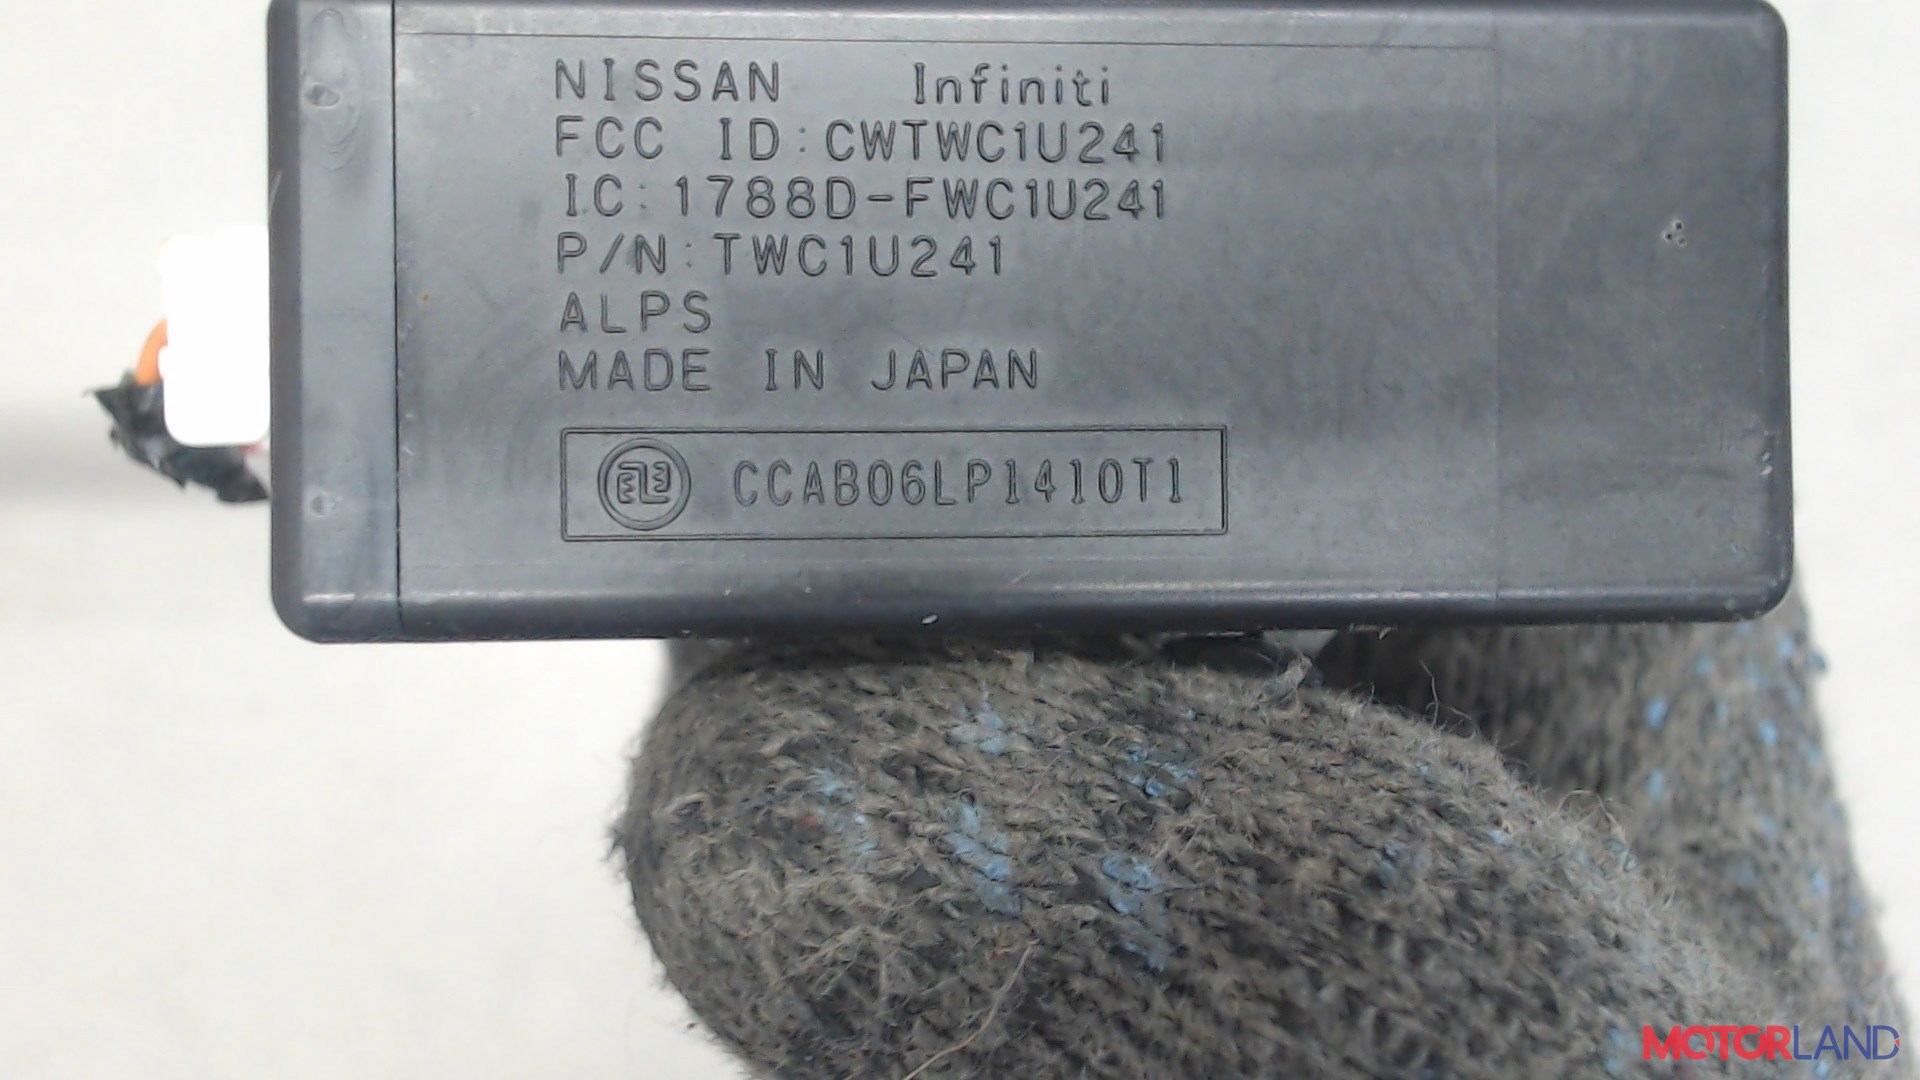 NISSAN Infiniti
FCC ID:CWTWC1U241
IC:1788D-FWC1U241
P/N:TWC1U241
ALPS
MADE IN JAPAN
CCAB06LP1410T1
MOTORLAND